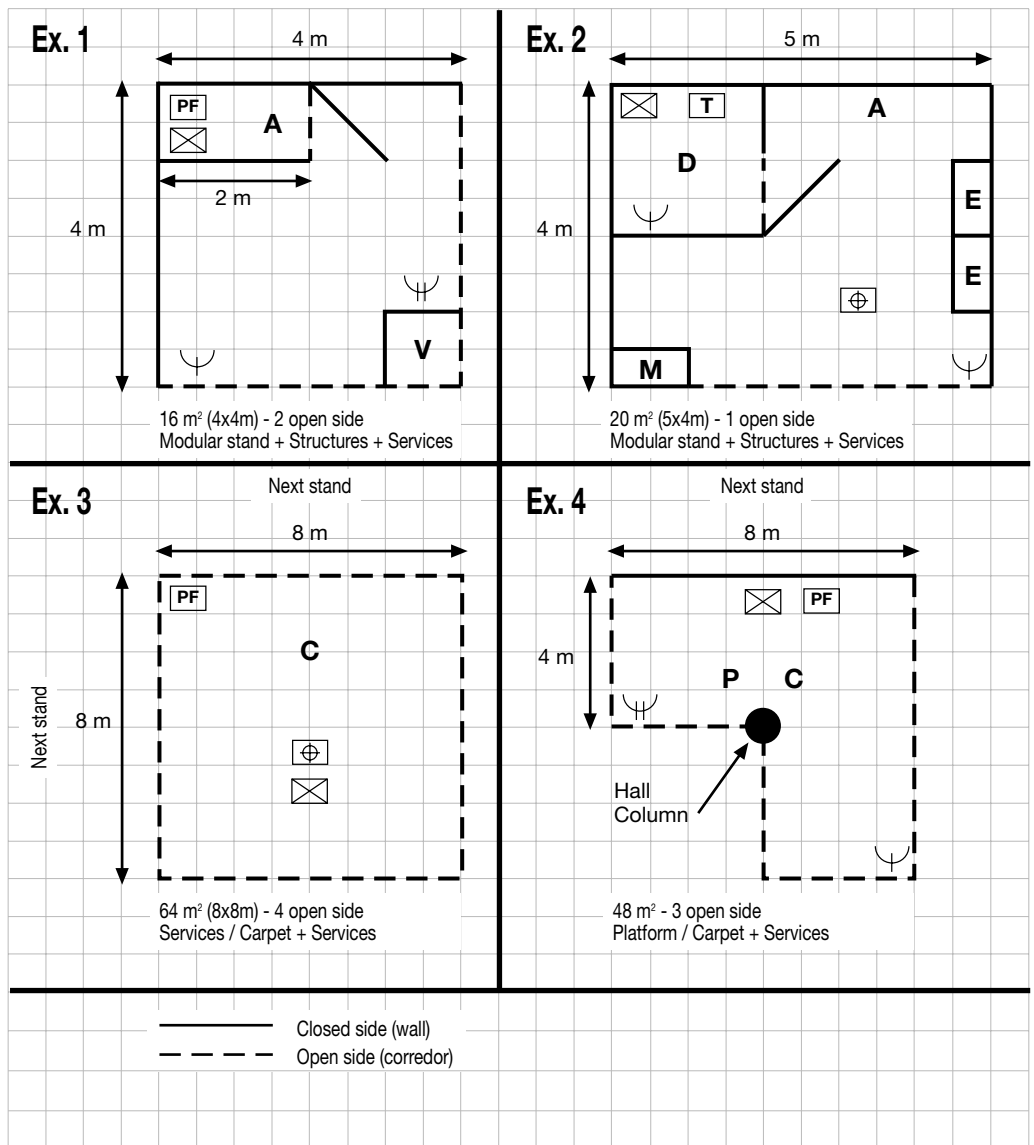 Ex. 1
4 m
PF
A
2 m
4 m
V
16 m² (4x4m) - 2 open side
Modular stand + Structures + Services
Ex. 2
5 m
T
A
D
E
4 m
E
M
20 m² (5x4m) - 1 open side
Modular stand + Structures + Services
Ex. 3
Next stand
8 m
PF
C
Next stand
8 m
64 m² (8x8m) - 4 open side
Services / Carpet + Services
Ex. 4
Next stand
8 m
PF
4 m
P C
Hall
Column
48 m² - 3 open side
Platform / Carpet + Services
Closed side (wall)
Open side (corredor)